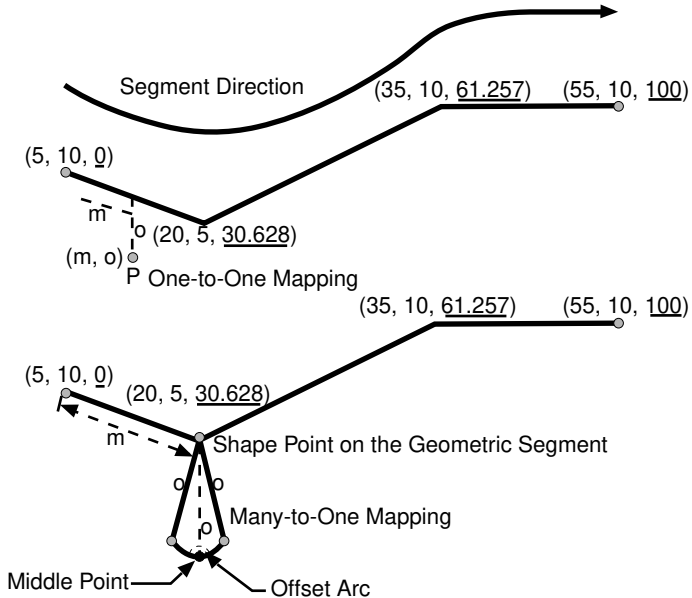 Segment Direction
(35, 10, 61.257)
(55, 10, 100)
(5, 10, 0)
m
o
(20, 5, 30.628)
(m, o)
P
One-to-One Mapping
(35, 10, 61.257)
(55, 10, 100)
(5, 10, 0)
(20, 5, 30.628)
m
Shape Point on the Geometric Segment
o
o
o
Many-to-One Mapping
Middle Point
Offset Arc